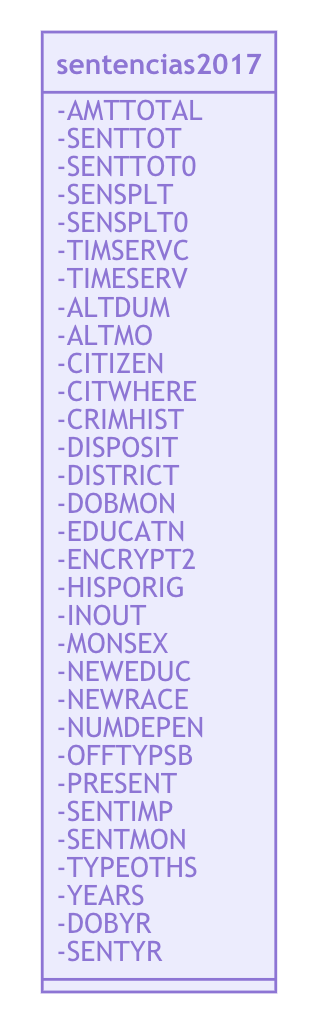 sentencias2017
-AMTTOTAL
-SENTTOT
-SENTTOT0
-SENSPLT
-SENSPLT0
-TIMSERVC
-TIMESERV
-ALTDUM
-ALTMO
-CITIZEN
-CITWHERE
-CRIMHIST
-DISPOSIT
-DISTRICT
-DOBMON
-EDUCATN
-ENCRYPT2
-HISPORIG
-INOUT
-MONSEX
-NEWEDUC
-NEWRACE
-NUMDEPEN
-OFFTYPSB
-PRESENT
-SENTIMP
-SENTMON
-TYPEOTHS
-YEARS
-DOBYR
-SENTYR